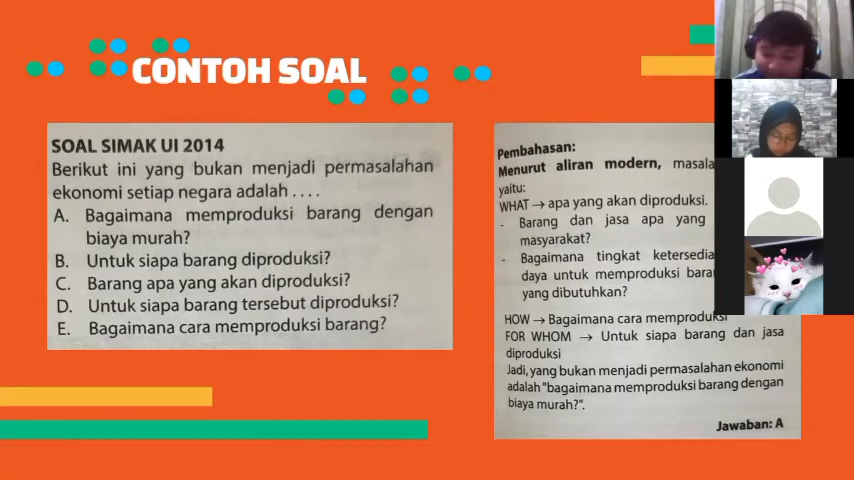 CONTOH SOAL
SOAL SIMAK UI 2014
Berikut ini yang bukan menjadi permasalahan
ekonomi setiap negara adalah . . . .
A. Bagaimana memproduksi barang dengan
biaya murah?
B. Untuk siapa barang diproduksi?
C. Barang apa yang akan diproduksi?
D. Untuk siapa barang tersebut diproduksi?
E. Bagaimana cara memproduksi barang?
Pembahasan:
Menurut aliran modern, masala
yaitu:
WHAT → apa yang akan diproduksi.
- Barang dan jasa apa yang
masyarakat?
- Bagaimana tingkat ketersedia
daya untuk memproduksi bara
yang dibutuhkan?
HOW → Bagaimana cara memproduksi
FOR WHOM → Untuk siapa barang dan jasa
diproduksi
Jadi, yang bukan menjadi permasalahan ekonomi
adalah "bagaimana memproduksi barang dengan
biaya murah?".
Jawaban: A